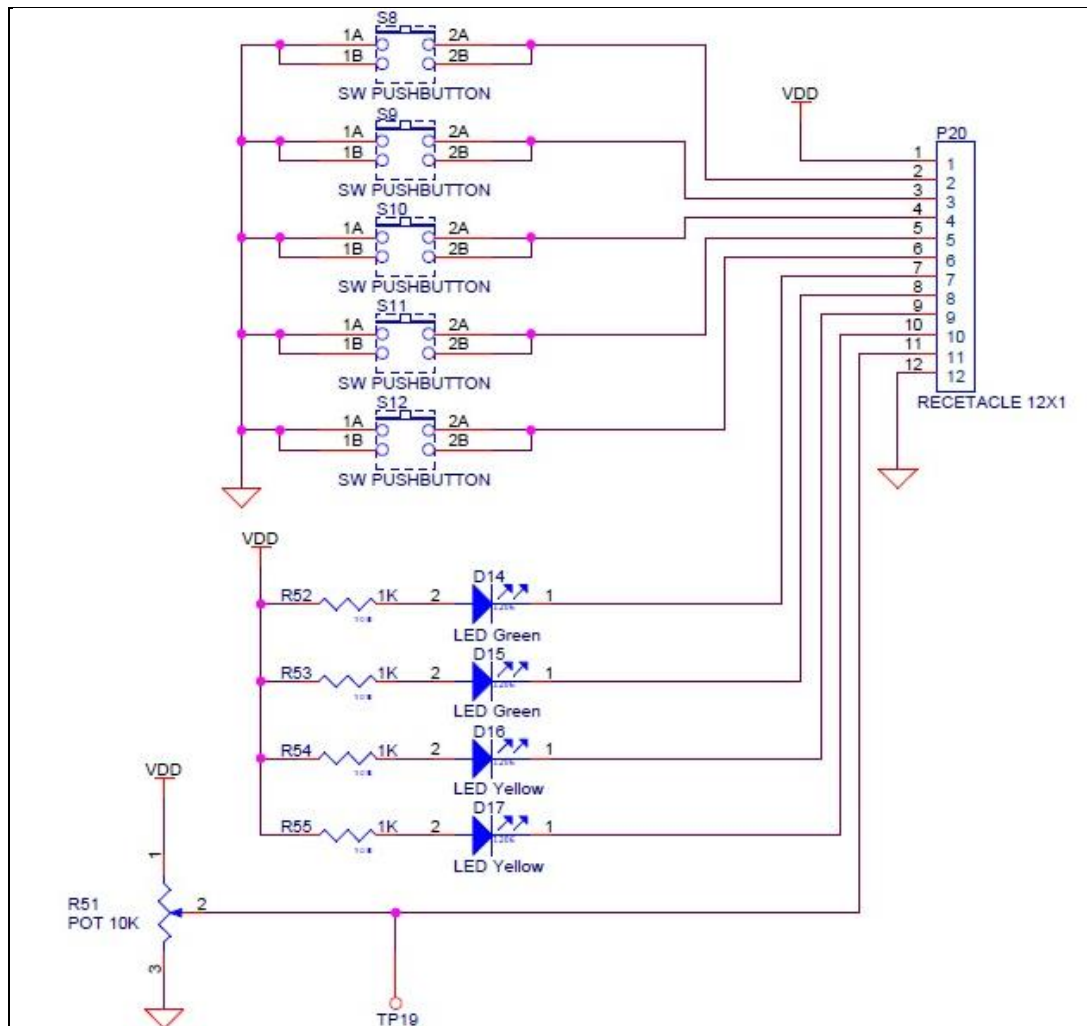 S8
1A 2A
1B 2B
SW PUSHBUTTON
S9
1A 2A
1B 2B
SW PUSHBUTTON
S10
1A 2A
1B 2B
SW PUSHBUTTON
S11
1A 2A
1B 2B
SW PUSHBUTTON
S12
1A 2A
1B 2B
SW PUSHBUTTON
VDD
P20
1 1
2 2
3 3
4 4
5 5
6 6
7 7
8 8
9 9
10 10
11 11
12 12
RECETACLE 12X1
VDD
D14
R52 1K 2 1
1206
LED Green
D15
R53 1K 2 1
1206
LED Green
D16
R54 1K 2 1
1206
LED Yellow
D17
R55 1K 2 1
1206
LED Yellow
VDD
1
R51
POT 10K
2
3
TP19